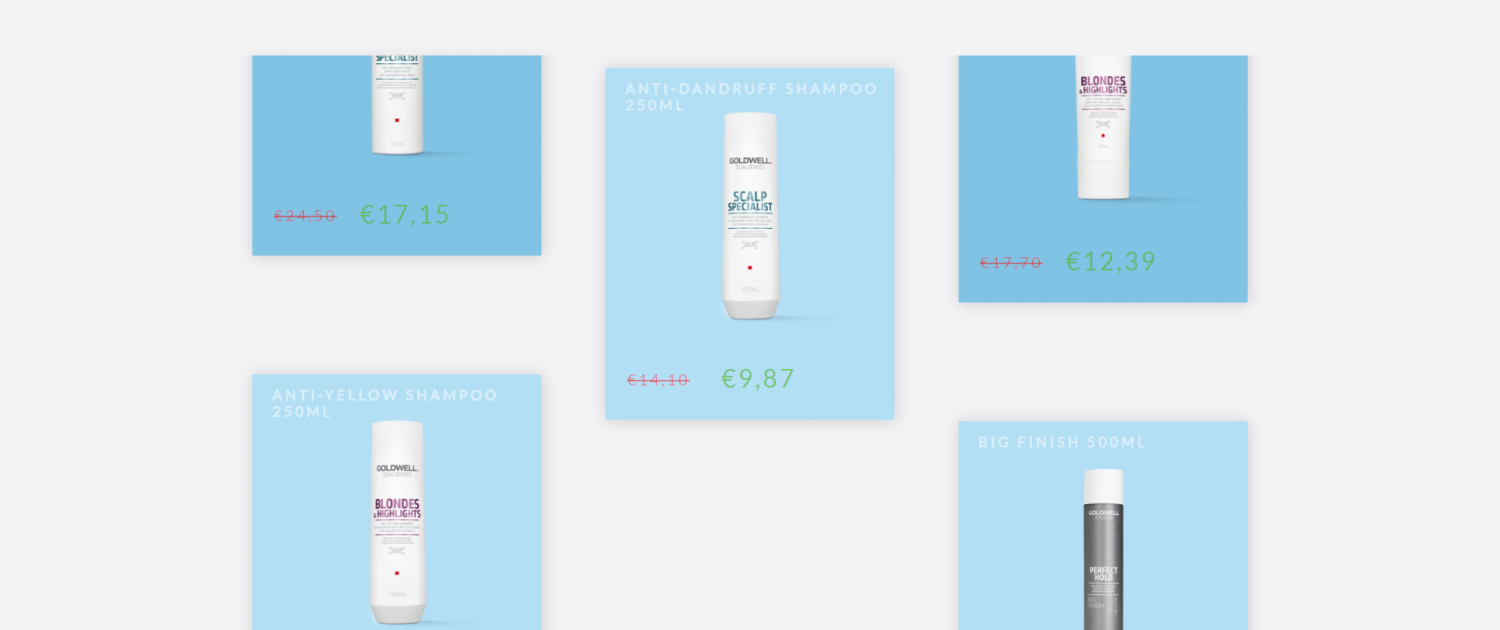 SPECIALIST
€24,50 €17,15
ANTI-DANDRUFF SHAMPOO
250ML
GOLDWELL.
DUALSENSES
SCALP
SPECIALIST
250mL
€14,10 €9,87
BLONDES
&HIGHLIGHTS
€17,70 €12,39
ANTI-YELLOW SHAMPOO
250ML
GOLDWELL.
DUALSENSES
BLONDES
&HIGHLIGHTS
250mL
BIG FINISH 500ML
GOLDWELL
PERFECT
HOLD
BIG
FINISH